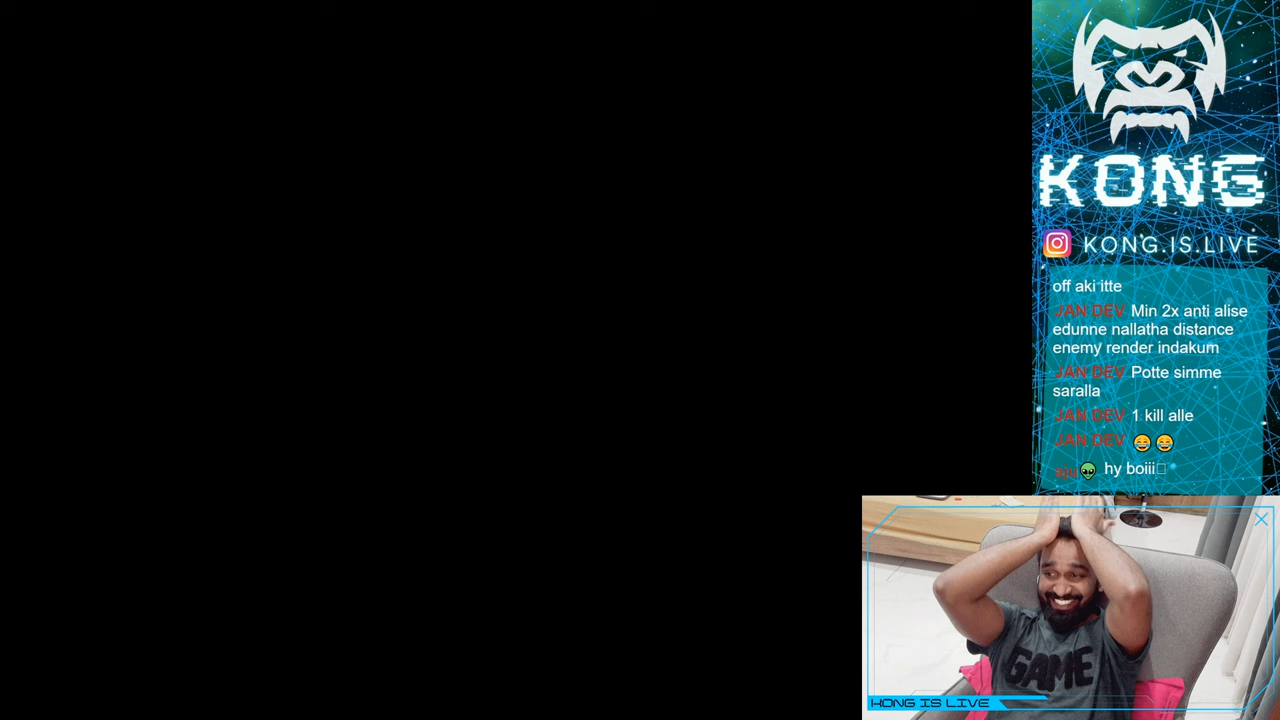 KONG
KONG.IS.LIVE
off aki itte
JAN DEV Min 2x anti alise
edunne nallatha distance
enemy render indakum
JAN DEV Potte simme
saralla
JAN DEV 1 kill alle
JAN DEV 😂😂
aju👽 hy boiii
GAME
KONG IS LIVE